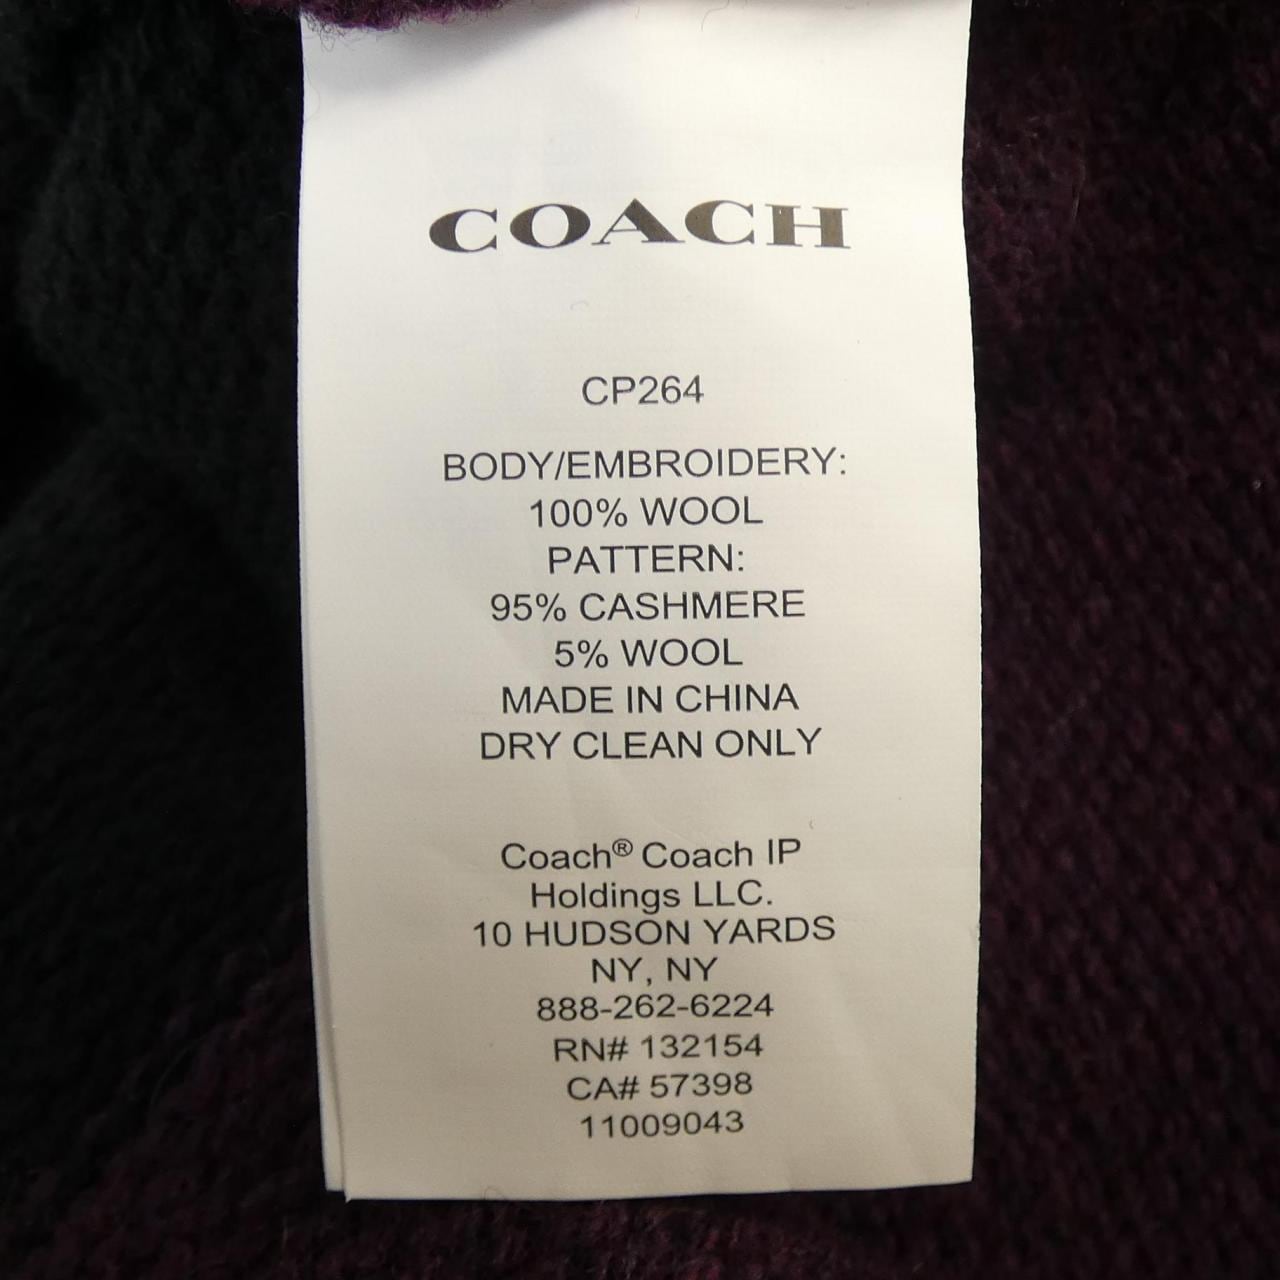 COACH
CP264
BODY/EMBROIDERY:
100% WOOL
PATTERN:
95% CASHMERE
5% WOOL
MADE IN CHINA
DRY CLEAN ONLY
Coach® Coach IP
Holdings LLC.
10 HUDSON YARDS
NY, NY
888-262-6224
RN# 132154
CA# 57398
11009043